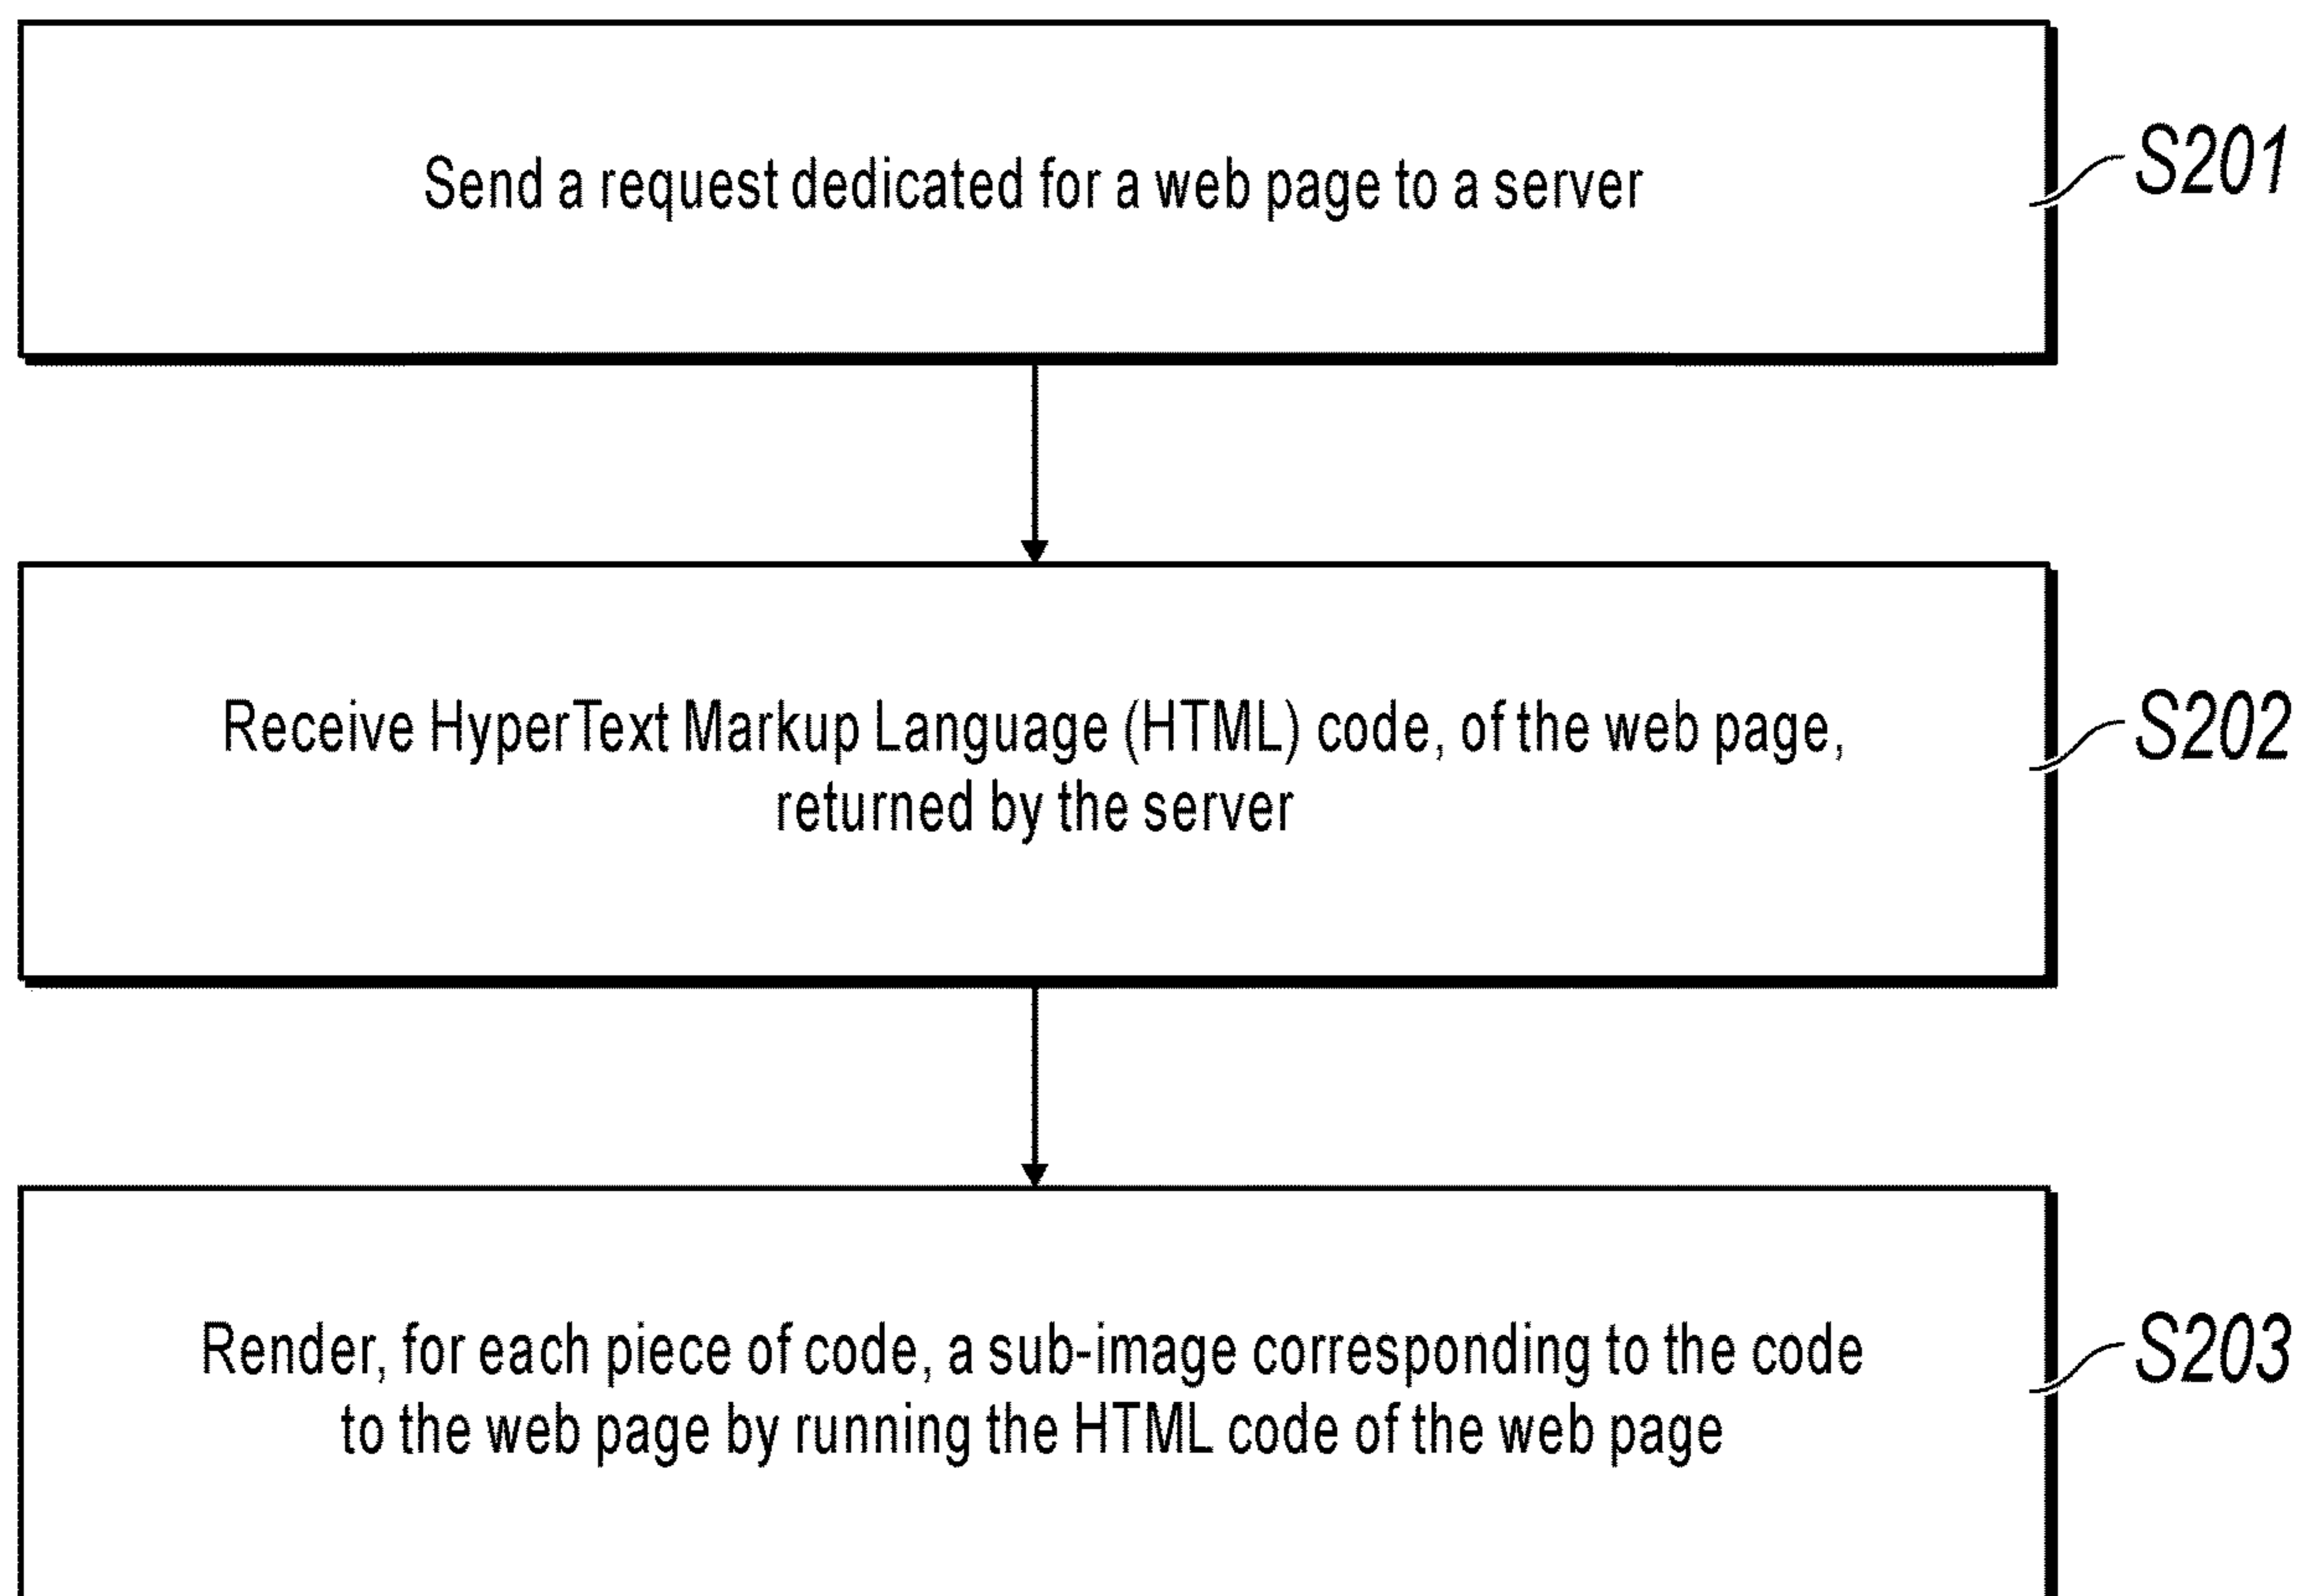 Send a request dedicated for a web page to a server
S201
Receive HyperText Markup Language (HTML) code, of the web page,
returned by the server
S202
Render, for each piece of code, a sub-image corresponding to the code
to the web page by running the HTML code of the web page
S203